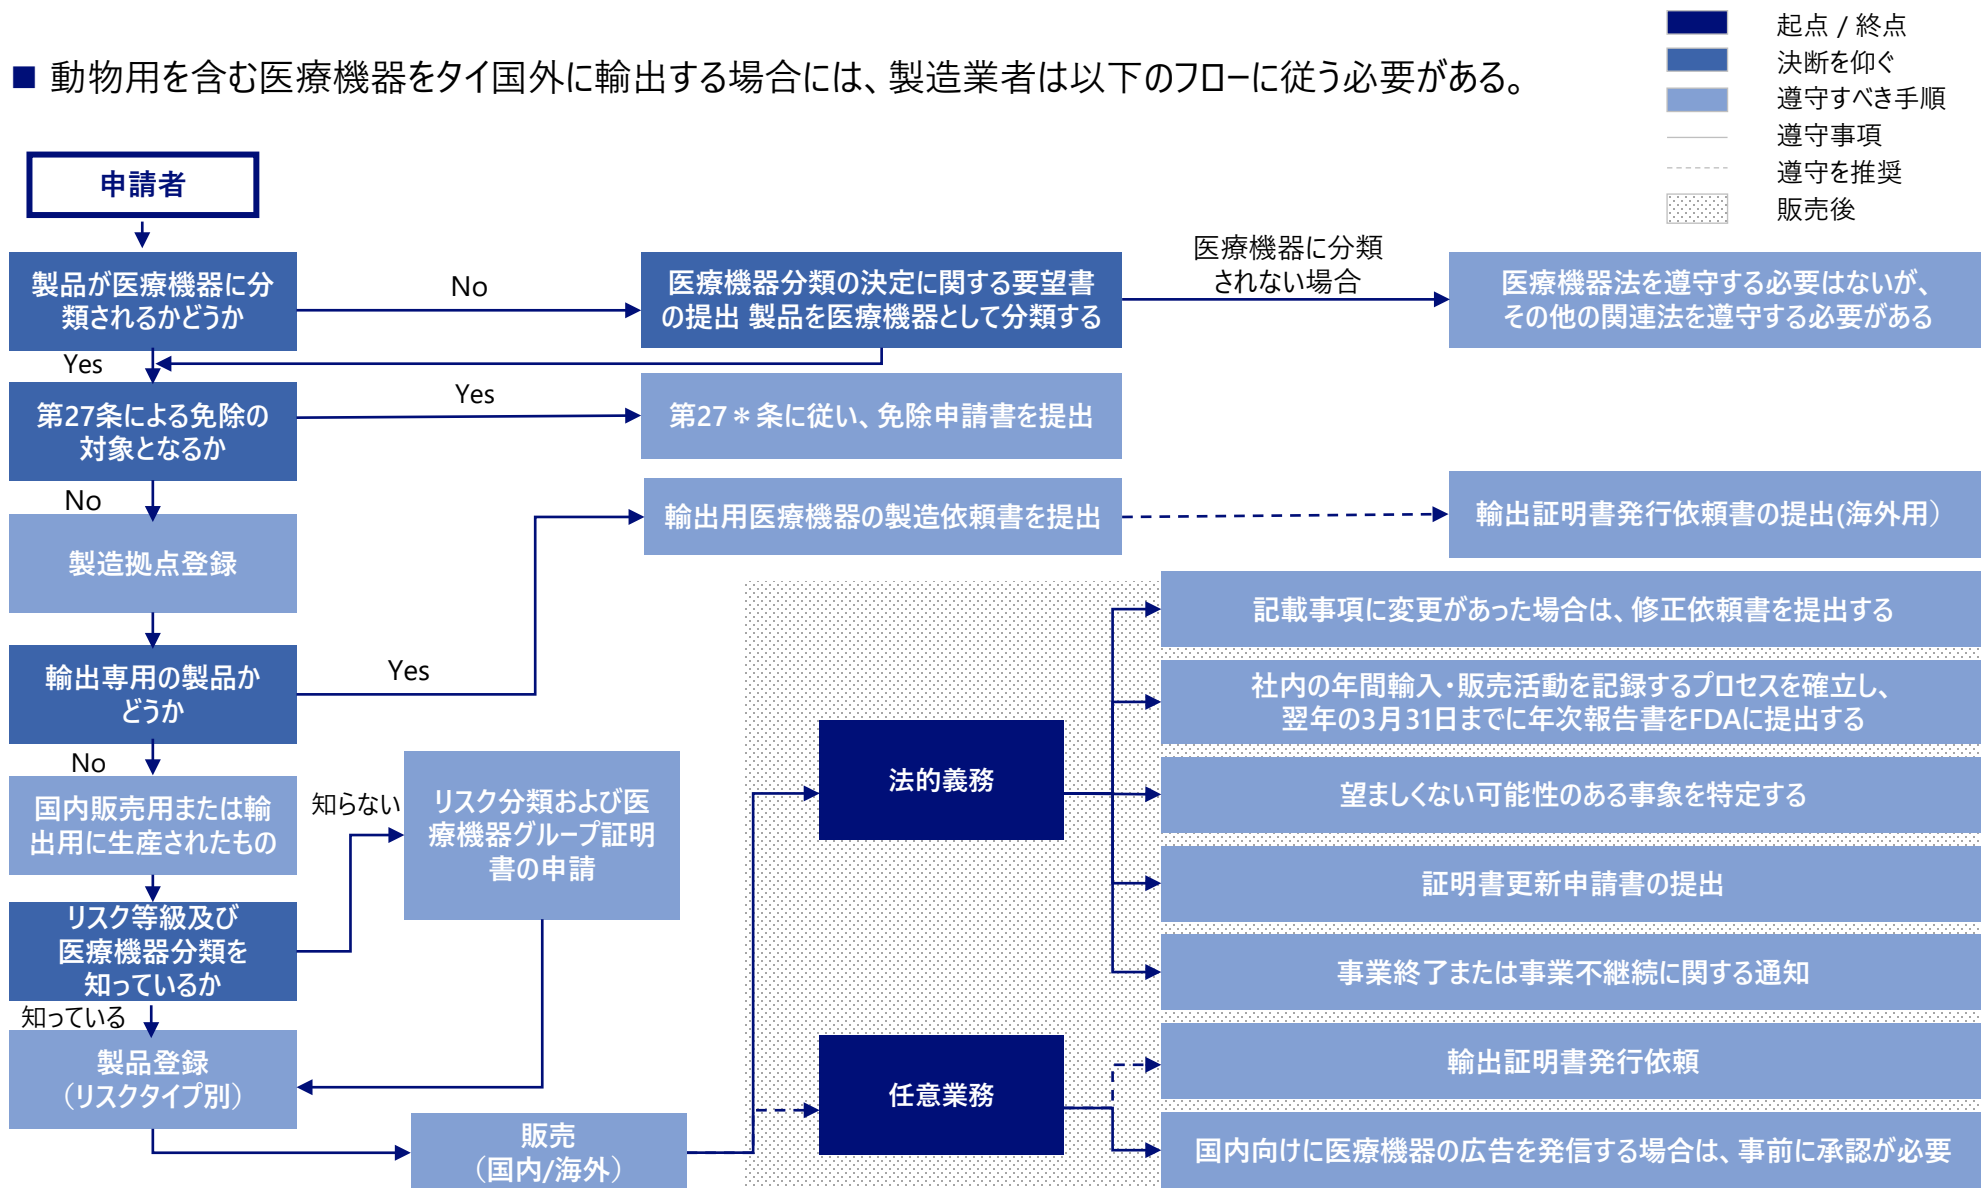 起点 / 終点
決断を仰ぐ
遵守すべき手順
遵守事項
遵守を推奨
販売後
■ 動物用を含む医療機器をタイ国外に輸出する場合には、製造業者は以下のフローに従う必要がある。
申請者
製品が医療機器に分
類されるかどうか
No
医療機器分類の決定に関する要望書
の提出 製品を医療機器として分類する
医療機器に分類
されない場合
医療機器法を遵守する必要はないが、
その他の関連法を遵守する必要がある
Yes
第27条による免除の
対象となるか
Yes
第27＊条に従い、免除申請書を提出
No
製造拠点登録
輸出用医療機器の製造依頼書を提出
輸出証明書発行依頼書の提出(海外用）
輸出専用の製品か
どうか
Yes
No
国内販売用または輸
出用に生産されたもの
知らない
リスク分類および医
療機器グループ証明
書の申請
リスク等級及び
医療機器分類を
知っているか
知っている
製品登録
（リスクタイプ別）
販売
（国内/海外）
法的義務
記載事項に変更があった場合は、修正依頼書を提出する
社内の年間輸入・販売活動を記録するプロセスを確立し、
翌年の3月31日までに年次報告書をFDAに提出する
望ましくない可能性のある事象を特定する
証明書更新申請書の提出
事業終了または事業不継続に関する通知
任意業務
輸出証明書発行依頼
国内向けに医療機器の広告を発信する場合は、事前に承認が必要